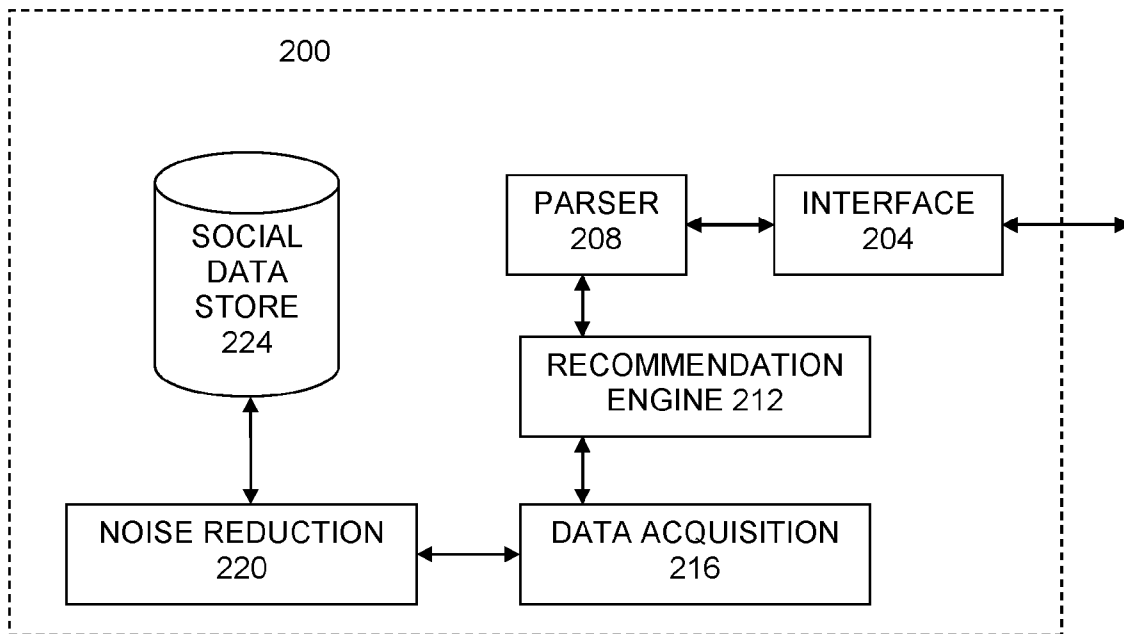 200
SOCIAL
DATA
STORE
224
PARSER
208
INTERFACE
204
RECOMMENDATION
ENGINE 212
NOISE REDUCTION
220
DATA ACQUISITION
216